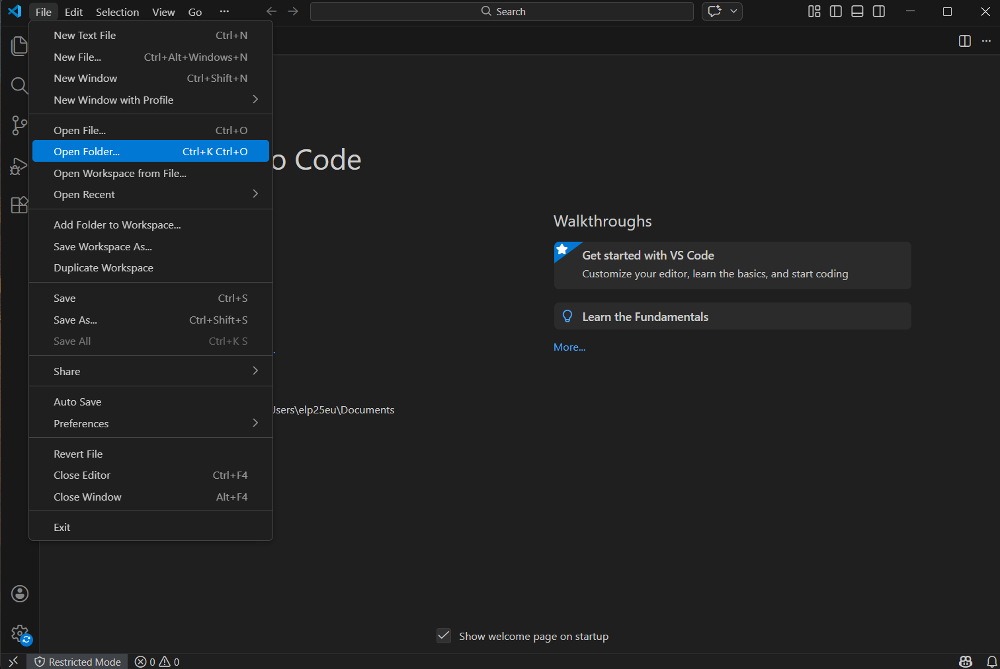 File Edit Selection View Go ··· Search
New Text File Ctrl+N
New File... Ctrl+Alt+Windows+N
New Window Ctrl+Shift+N
New Window with Profile
Open File... Ctrl+O
Open Folder... Ctrl+K Ctrl+O
Open Workspace from File...
Open Recent
Add Folder to Workspace...
Save Workspace As...
Duplicate Workspace
Save Ctrl+S
Save As... Ctrl+Shift+S
Save All Ctrl+K S
Share
Auto Save
Preferences
Revert File
Close Editor Ctrl+F4
Close Window Alt+F4
Exit
o Code
sers\elp25eu\Documents
Walkthroughs
Get started with VS Code
Customize your editor, learn the basics, and start coding
Learn the Fundamentals
More...
Show welcome page on startup
Restricted Mode 0 0